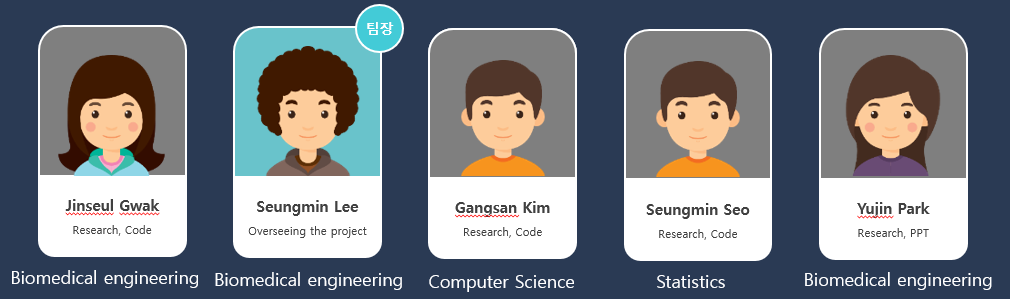 팀장
Jinseul Gwak
Research, Code
Biomedical engineering
Seungmin Lee
Overseeing the project
Biomedical engineering
Gangsan Kim
Research, Code
Computer Science
Seungmin Seo
Research, Code
Statistics
Yujin Park
Research, PPT
Biomedical engineering